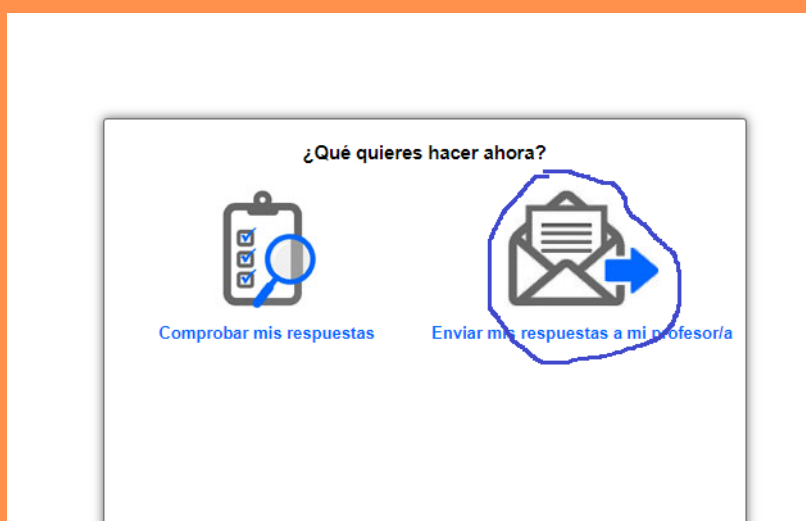 ¿Qué quieres hacer ahora?
Comprobar mis respuestas
Enviar mis respuestas a mi profesor/a